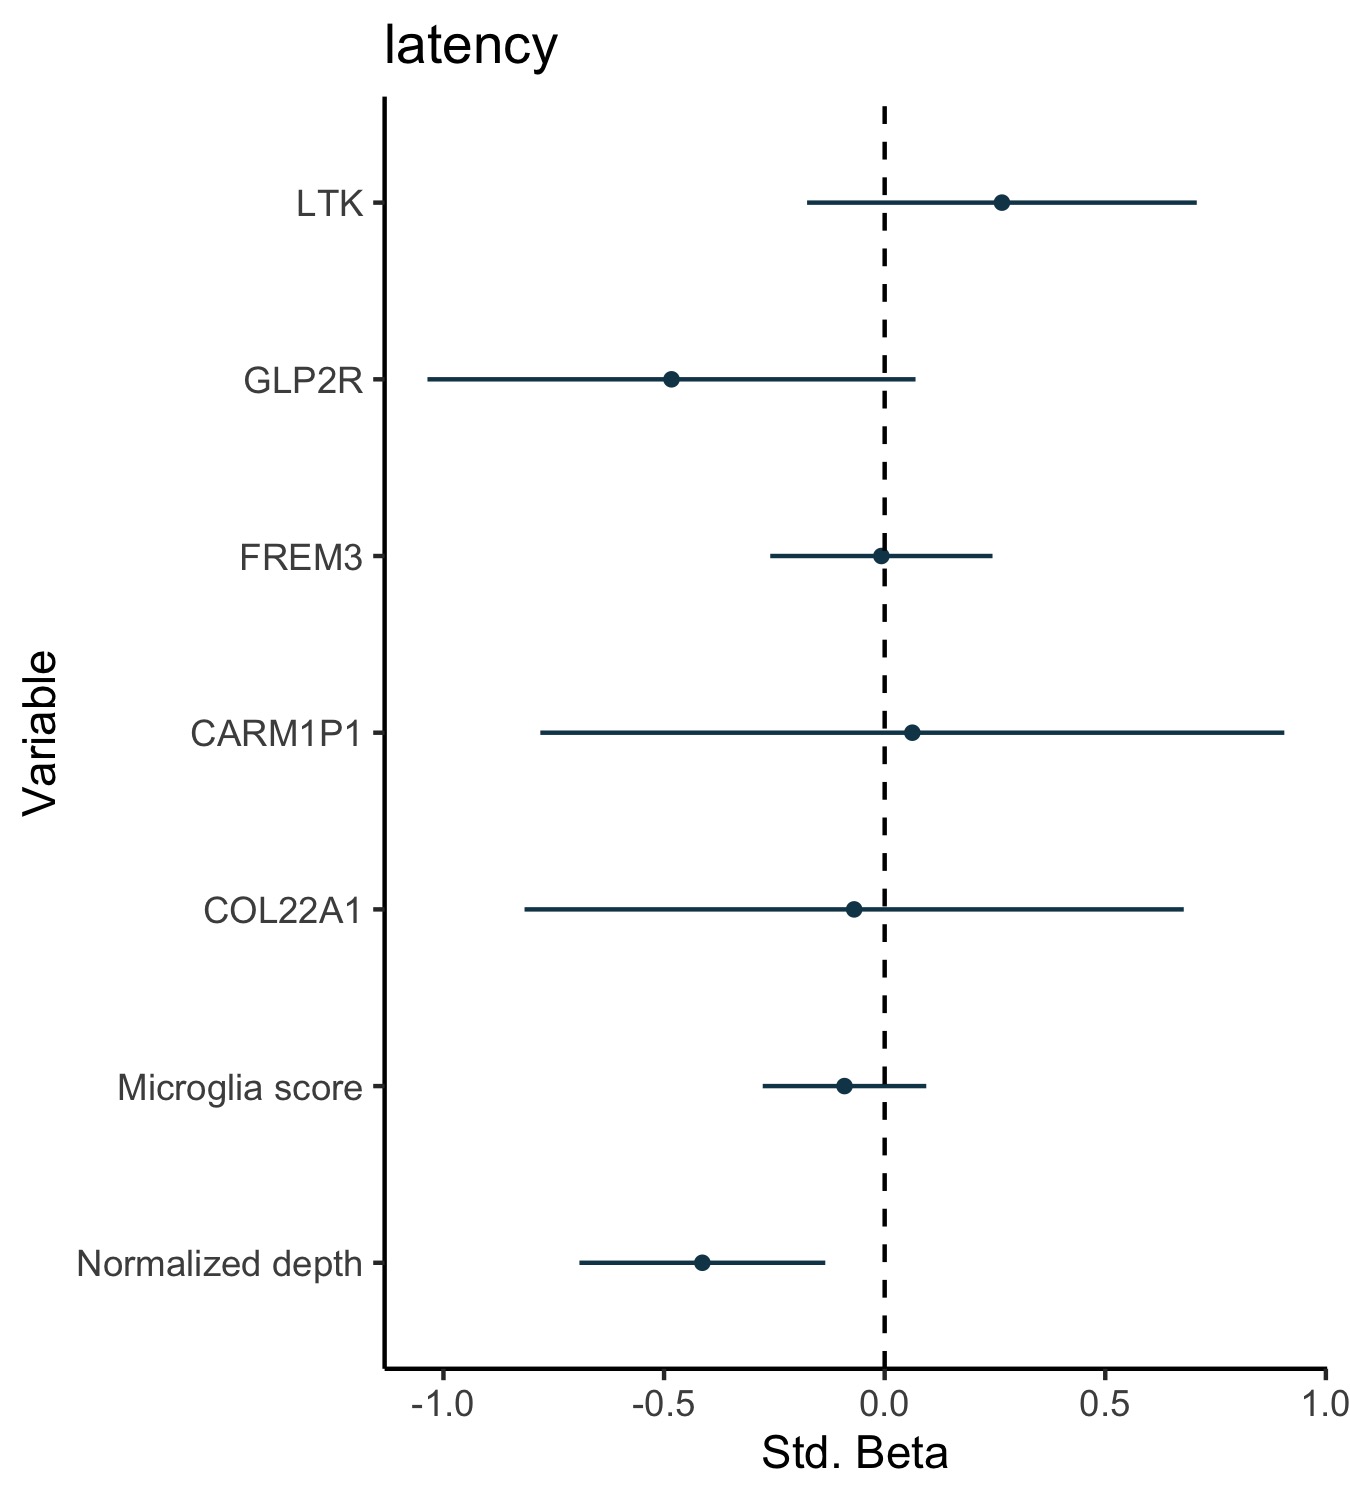 latency
LTK
GLP2R
FREM3
CARM1P1
COL22A1
Microglia score
Normalized depth
Variable
-1.0 -0.5 0.0 0.5 1.0
Std. Beta